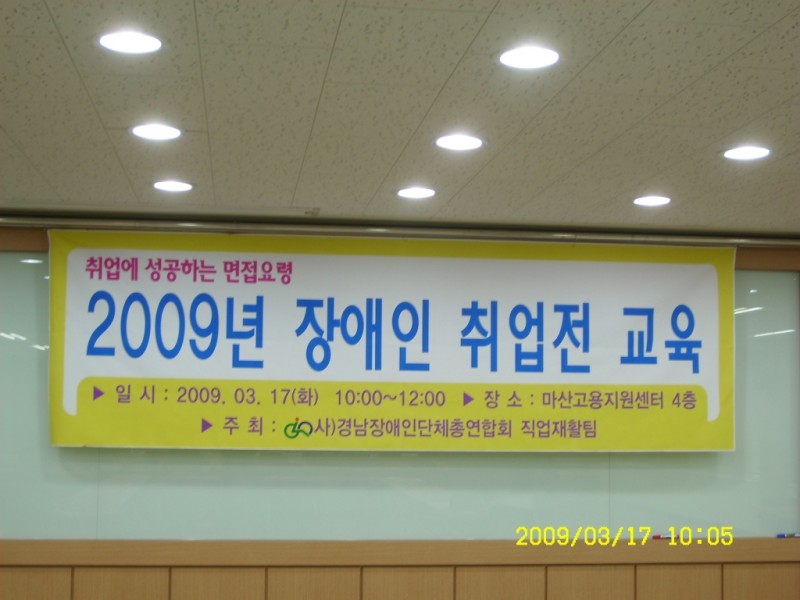 취업에 성공하는 면접요령
2009년 장애인 취업전 교육
▶ 일 시 : 2009. 03. 17(화) 10:00~12:00 ▶ 장 소 : 마산고용지원센터 4층
▶ 주 최 : 사)경남장애인단체총연합회 직업재활팀
2009/03/17 10:05